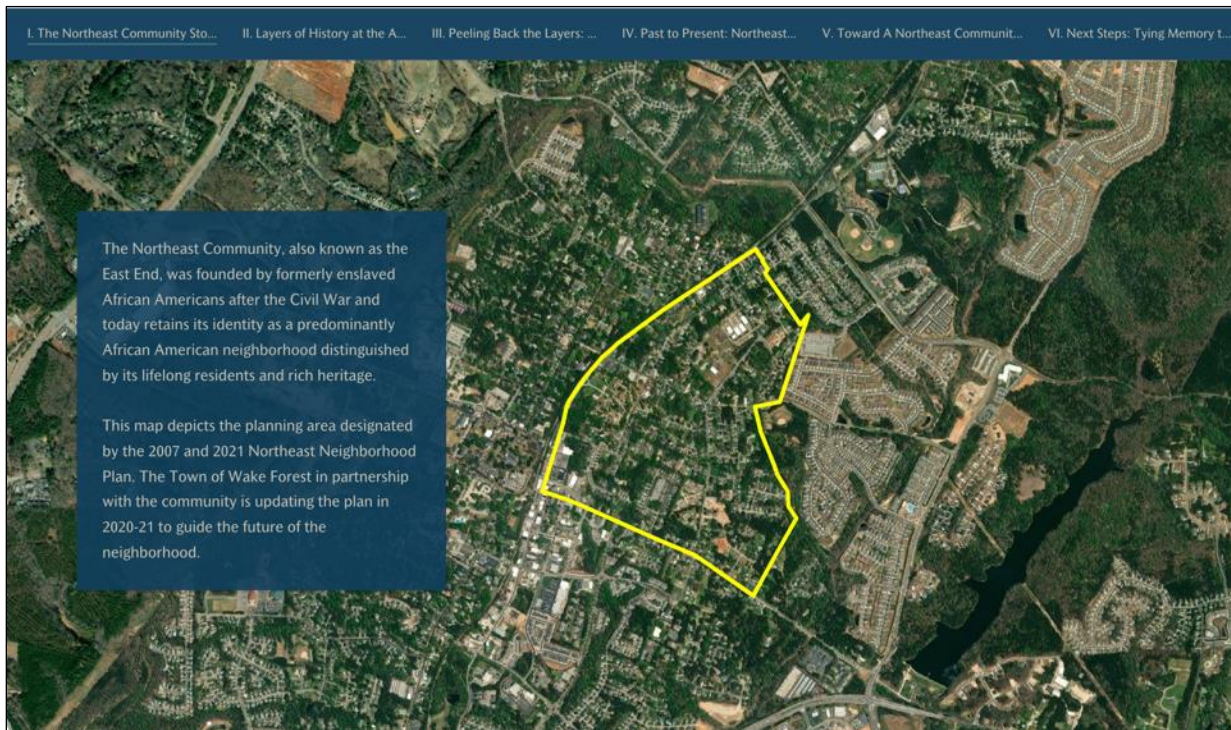 I. The Northeast Community Sto...
II. Layers of History at the A...
III. Peeling Back the Layers: ...
IV. Past to Present: Northeast...
V. Toward A Northeast Communit...
VI. Next Steps: Tying Memory t...
The Northeast Community, also known as the
East End, was founded by formerly enslaved
African Americans after the Civil War and
today retains its identity as a predominantly
African American neighborhood distinguished
by its lifelong residents and rich heritage.
This map depicts the planning area designated
by the 2007 and 2021 Northeast Neighborhood
Plan. The Town of Wake Forest in partnership
with the community is updating the plan in
2020-21 to guide the future of the
neighborhood.